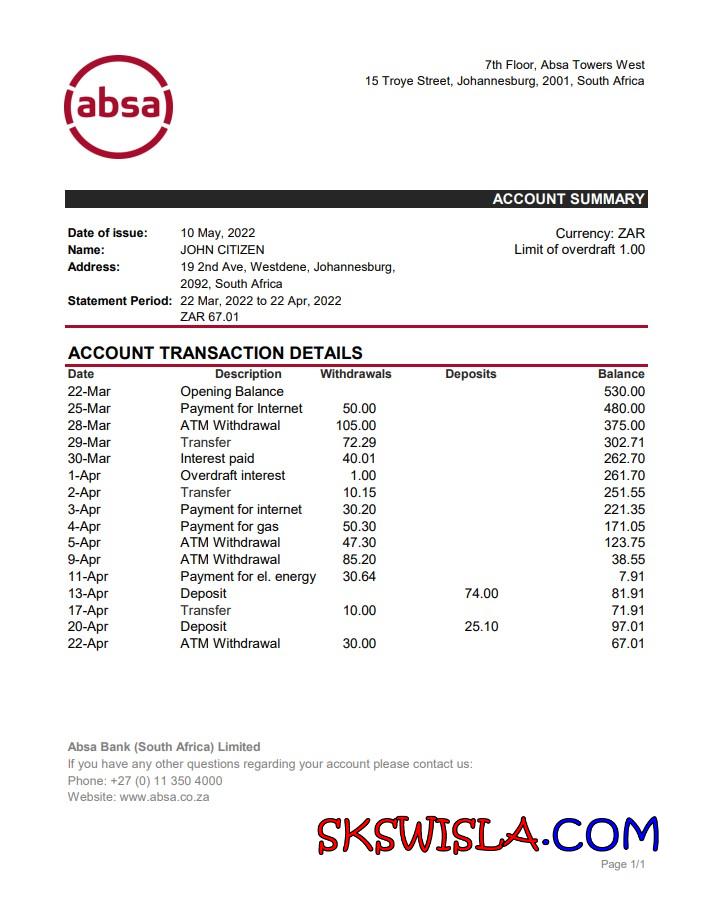 absa
7th Floor, Absa Towers West
15 Troye Street, Johannesburg, 2001, South Africa
ACCOUNT SUMMARY
Date of issue: 10 May, 2022 Currency: ZAR
Name: JOHN CITIZEN Limit of overdraft 1.00
Address: 19 2nd Ave, Westdene, Johannesburg,
2092, South Africa
Statement Period: 22 Mar, 2022 to 22 Apr, 2022
ZAR 67.01
ACCOUNT TRANSACTION DETAILS
Date Description Withdrawals Deposits Balance
22-Mar Opening Balance 530.00
25-Mar Payment for Internet 50.00 480.00
28-Mar ATM Withdrawal 105.00 375.00
29-Mar Transfer 72.29 302.71
30-Mar Interest paid 40.01 262.70
1-Apr Overdraft interest 1.00 261.70
2-Apr Transfer 10.15 251.55
3-Apr Payment for internet 30.20 221.35
4-Apr Payment for gas 50.30 171.05
5-Apr ATM Withdrawal 47.30 123.75
9-Apr ATM Withdrawal 85.20 38.55
11-Apr Payment for el. energy 30.64 7.91
13-Apr Deposit 74.00 81.91
17-Apr Transfer 10.00 71.91
20-Apr Deposit 25.10 97.01
22-Apr ATM Withdrawal 30.00 67.01
Absa Bank (South Africa) Limited
If you have any other questions regarding your account please contact us:
Phone: +27 (0) 11 350 4000
Website: www.absa.co.za
SKSWISLA.COM
Page 1/1